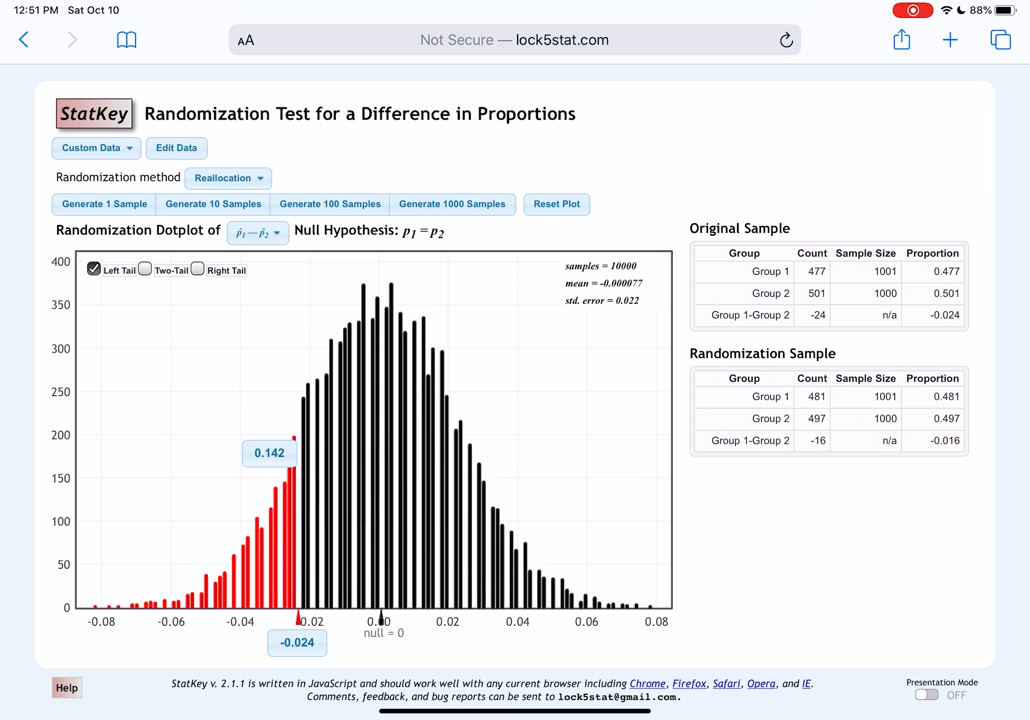 12:51 PM Sat Oct 10
88%
AA
Not Secure — lock5stat.com
StatKey Randomization Test for a Difference in Proportions
Custom Data Edit Data
Randomization method Reallocation
Generate 1 Sample Generate 10 Samples Generate 100 Samples Generate 1000 Samples Reset Plot
Randomization Dotplot of p̂₁−p̂₂ Null Hypothesis: p₁=p₂
Left Tail Two-Tail Right Tail
samples = 10000
mean = -0.000077
std. error = 0.022
400
350
300
250
200
150
100
50
0
0.142
-0.08 -0.06 -0.04 0.02 0.00 0.02 0.04 0.06 0.08
null = 0
-0.024
Original Sample
Group Count Sample Size Proportion
Group 1 477 1001 0.477
Group 2 501 1000 0.501
Group 1-Group 2 -24 n/a -0.024
Randomization Sample
Group Count Sample Size Proportion
Group 1 481 1001 0.481
Group 2 497 1000 0.497
Group 1-Group 2 -16 n/a -0.016
Help
StatKey v. 2.1.1 is written in JavaScript and should work well with any current browser including Chrome, Firefox, Safari, Opera, and IE.
Comments, feedback, and bug reports can be sent to lock5stat@gmail.com.
Presentation Mode
OFF